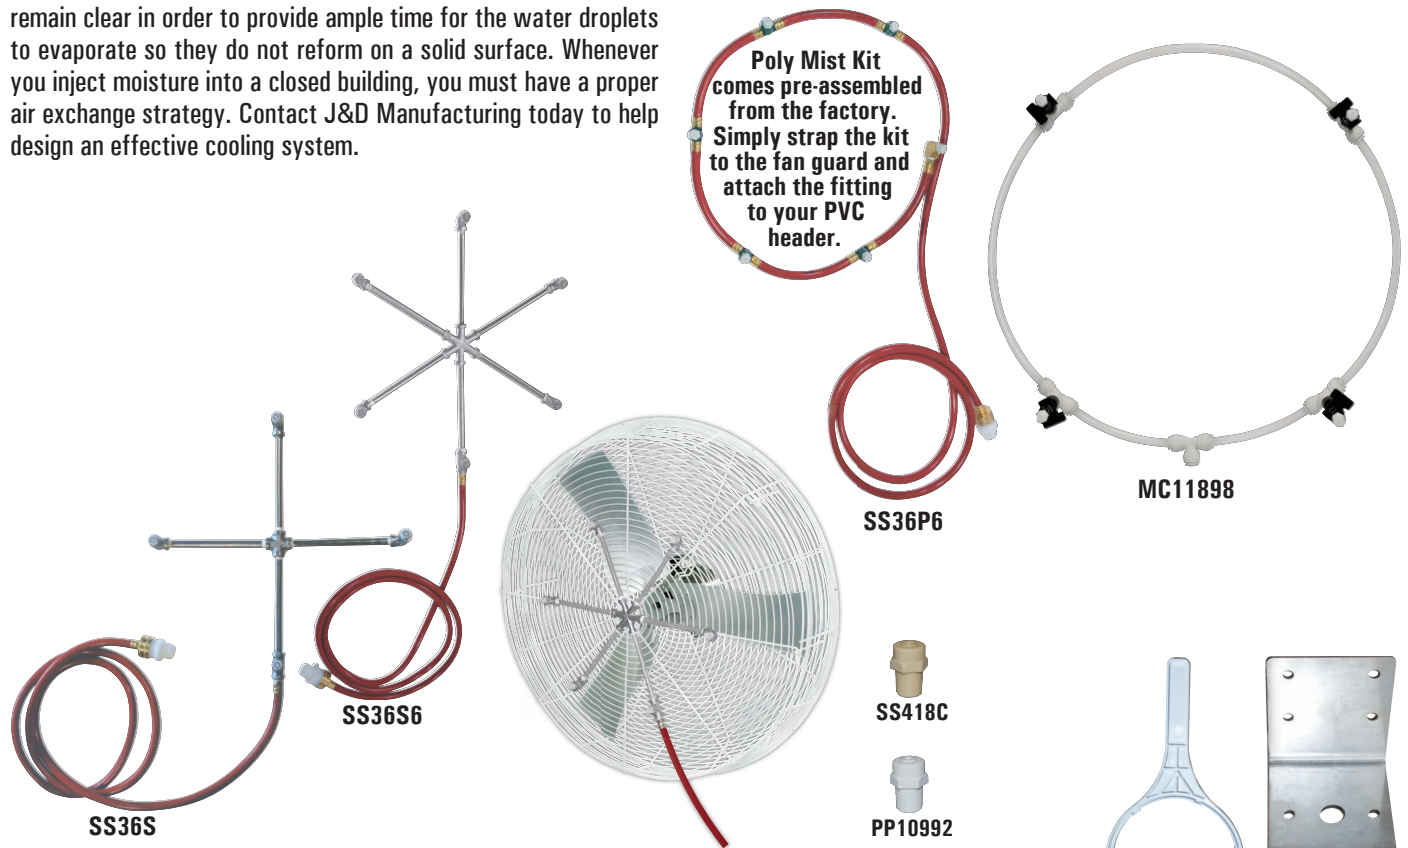 remain clear in order to provide ample time for the water droplets
to evaporate so they do not reform on a solid surface. Whenever
you inject moisture into a closed building, you must have a proper
air exchange strategy. Contact J&D Manufacturing today to help
design an effective cooling system.
Poly Mist Kit
comes pre-assembled
from the factory.
Simply strap the kit
to the fan guard and
attach the fitting
to your PVC
header.
MC11898
SS36P6
SS36S6
SS36S
SS418C
PP10992